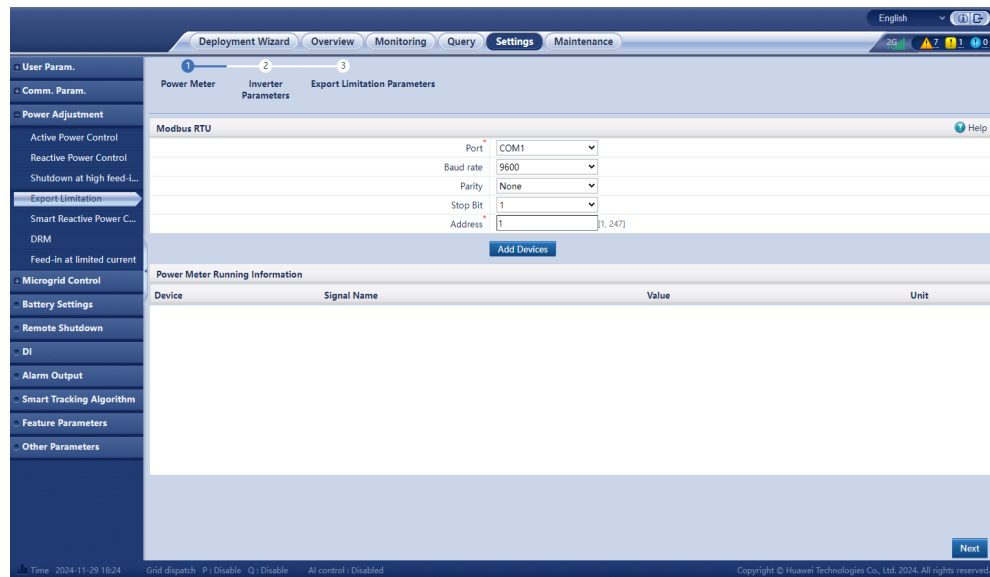 English
Deployment Wizard Overview Monitoring Query Settings Maintenance
2G 7 1 0
User Param.
Comm. Param.
Power Adjustment
Active Power Control
Reactive Power Control
Shutdown at high feed-i...
Export Limitation
Smart Reactive Power C...
DRM
Feed-in at limited current
Microgrid Control
Battery Settings
Remote Shutdown
DI
Alarm Output
Smart Tracking Algorithm
Feature Parameters
Other Parameters
1 2 3
Power Meter Inverter Parameters Export Limitation Parameters
Modbus RTU Help
Port * COM1
Baud rate 9600
Parity None
Stop Bit 1
Address * 1 [1, 247]
Add Devices
Power Meter Running Information
Device Signal Name Value Unit
Next
Time 2024-11-29 18:24 Grid dispatch P : Disable Q : Disable AI control : Disabled Copyright © Huawei Technologies Co., Ltd. 2024. All rights reserved.